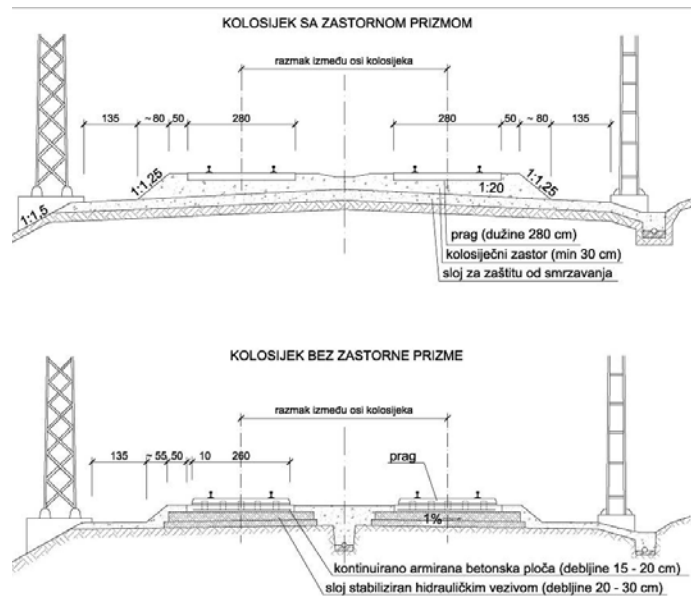 KOLOSIJEK SA ZASTORNOM PRIZMOM
razmak između osi kolosijeka
135 ~ 80 50 280 280 50 ~ 80 135
1:1,25 1:1,25
1:20
1:1,5
prag (dužine 280 cm)
kolosiječni zastor (min 30 cm)
sloj za zaštitu od smrzavanja
KOLOSIJEK BEZ ZASTORNE PRIZME
razmak između osi kolosijeka
135 ~ 55 50 10 260
prag
1%
kontinuirano armirana betonska ploča (debljine 15 - 20 cm)
sloj stabiliziran hidrauličkim vezivom (debljine 20 - 30 cm)